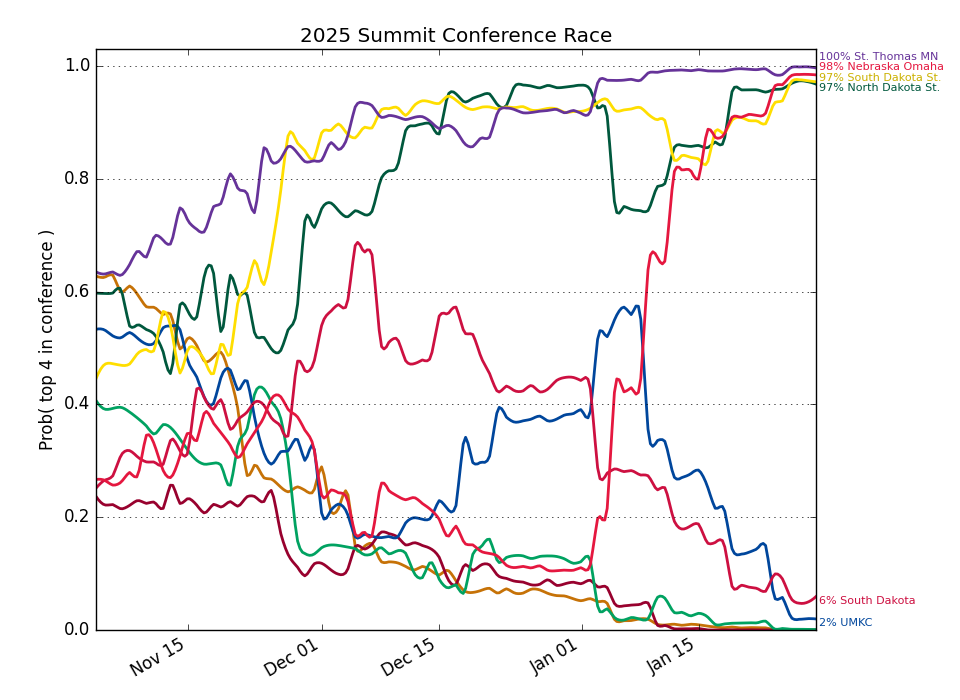 2025 Summit Conference Race
Prob( top 4 in conference )
1.0
0.8
0.6
0.4
0.2
0.0
Nov 15
Dec 01
Dec 15
Jan 01
Jan 15
100% St. Thomas MN
98% Nebraska Omaha
97% South Dakota St.
97% North Dakota St.
6% South Dakota
2% UMKC